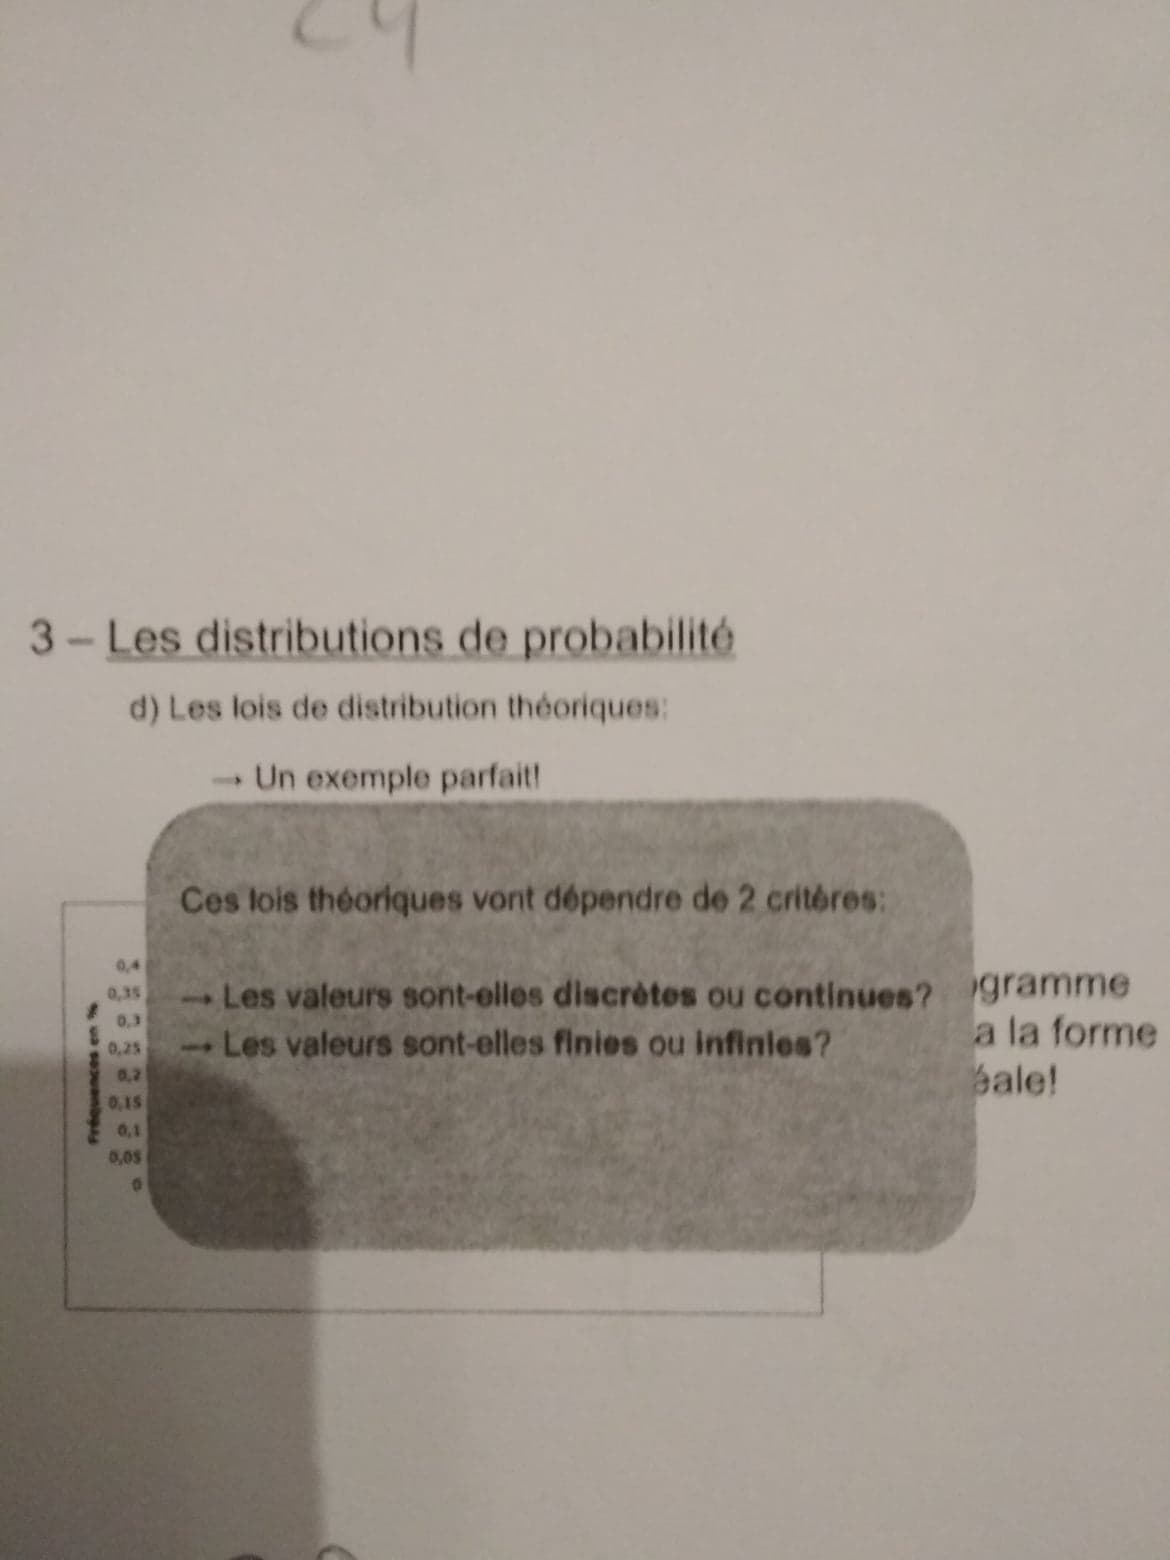 24
3 – Les distributions de probabilité
d) Les lois de distribution théoriques:
→ Un exemple parfait!
Ces lois théoriques vont dépendre de 2 critères:
→ Les valeurs sont-elles discrètes ou continues?
→ Les valeurs sont-elles finies ou infinies?
gramme
a la forme
éale!
Fréquences en %
0,4
0,35
0,3
0,25
0,2
0,15
0,1
0,05
0